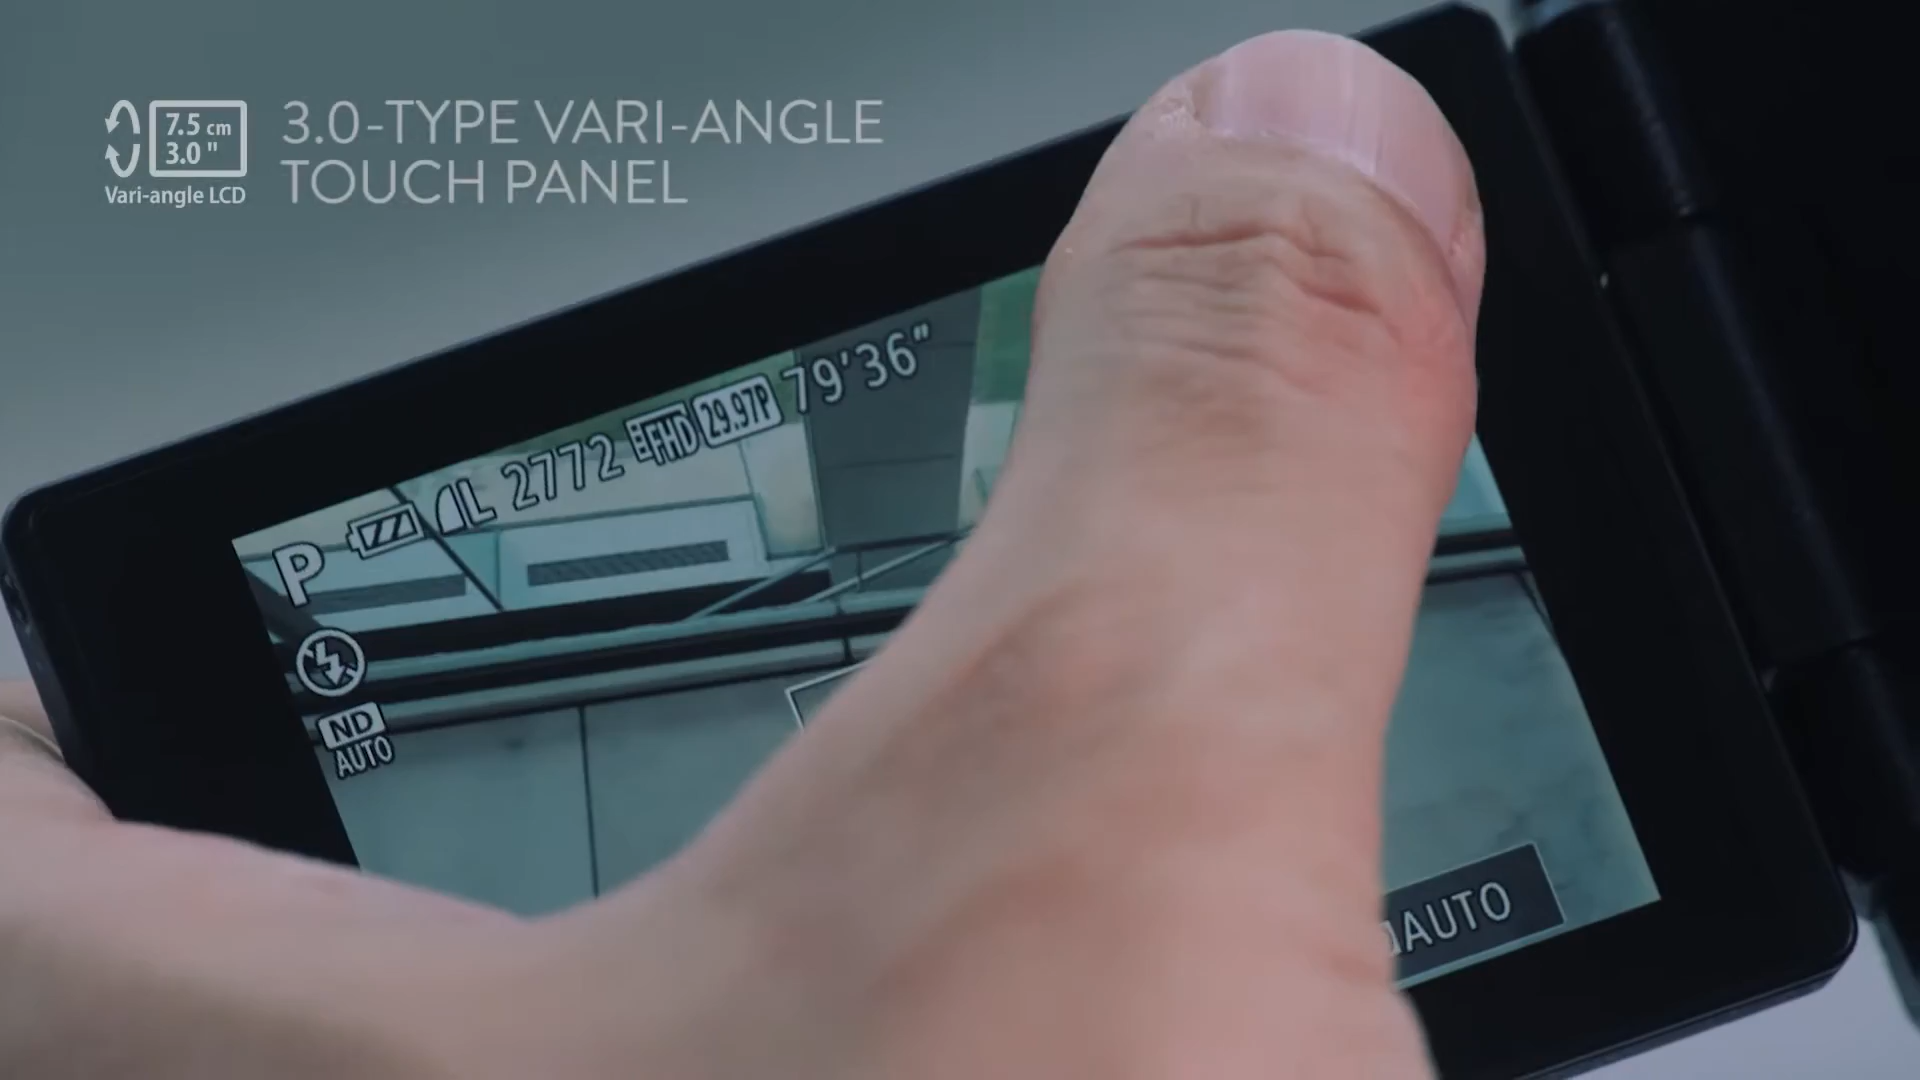 7.5 cm
3.0 "
Vari-angle LCD
3.0-TYPE VARI-ANGLE
TOUCH PANEL
P L 2772 FHD 29.97P 79'36"
ND
AUTO
AUTO